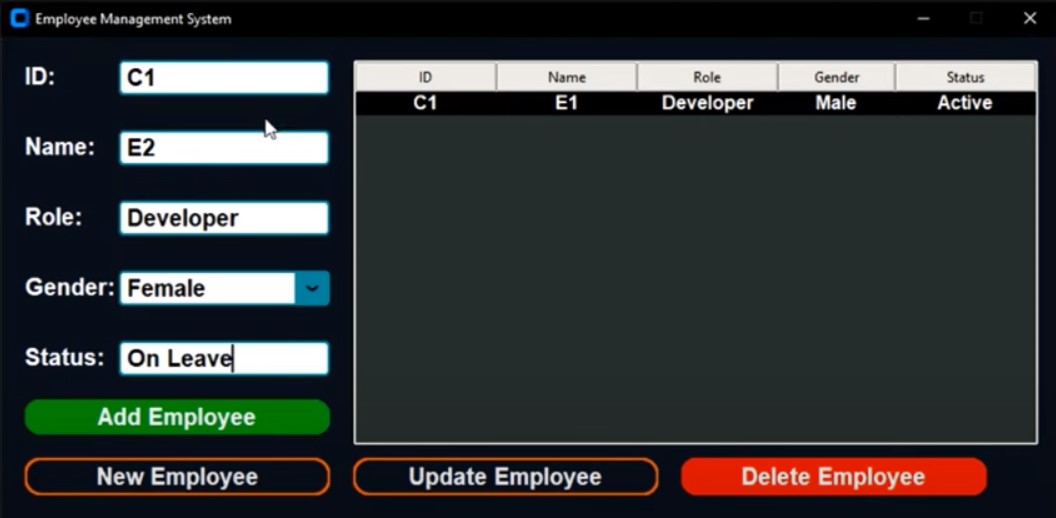 Employee Management System
ID: C1
Name: E2
Role: Developer
Gender: Female
Status: On Leave
Add Employee
ID Name Role Gender Status
C1 E1 Developer Male Active
New Employee Update Employee Delete Employee